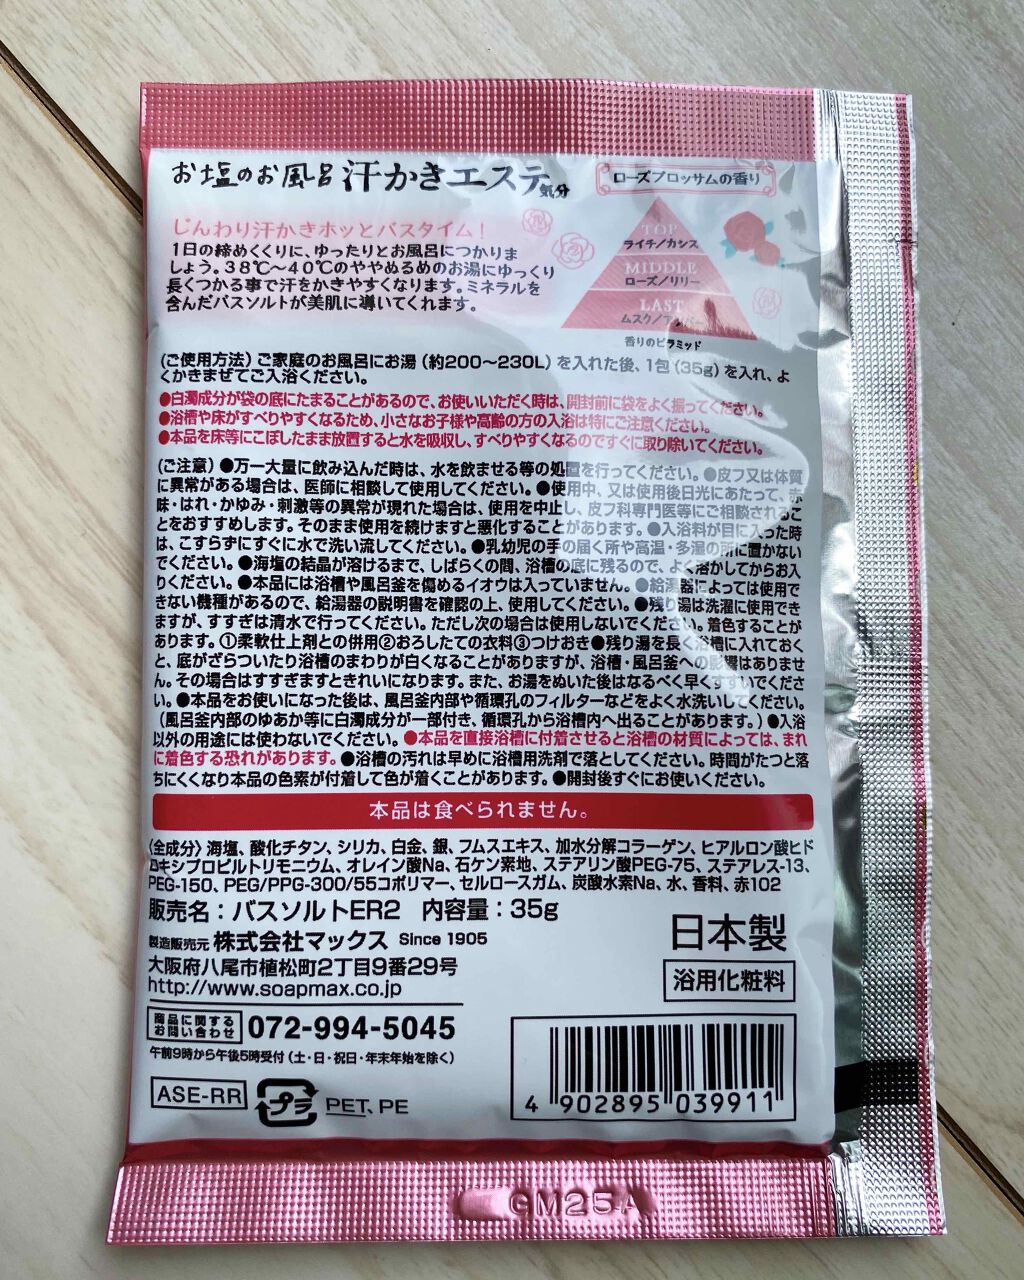 お塩のお風呂 汗かきエステ気分
ローズブロッサムの香り
じんわり汗かきホッとバスタイム!
1日の締めくくりに、ゆったりとお風呂につかりま
しょう。38℃〜40℃のややぬるめのお湯にゆっくり
長くつかる事で汗をかきやすくなります。ミネラルを
含んだバスソルトが美肌に導いてくれます。
TOP
ライチ/カシス
MIDDLE
ローズ/リリー
LAST
ムスク/アンバー
香りのピラミッド
(ご使用方法)ご家庭のお風呂にお湯(約200〜230L)を入れた後、1包(35g)を入れ、よ
くかきまぜてご入浴ください。
●白濁成分が袋の底にたまることがあるので、お使いいただく時は、開封前に袋をよく振ってください。
●浴槽や床がすべりやすくなるため、小さなお子様や高齢の方の入浴は特にご注意ください。
●本品を床等にこぼしたまま放置すると水を吸収し、すべりやすくなるのですぐに取り除いてください。
(ご注意)●万一大量に飲み込んだ時は、水を飲ませる等の処置を行ってください。●皮フ又は体質
に異常がある場合は、医師に相談して使用してください。●使用中、又は使用後日光にあたって、赤
味・はれ・かゆみ・刺激等の異常が現れた場合は、使用を中止し、皮フ科専門医等にご相談されるこ
とをおすすめします。そのまま使用を続けますと悪化することがあります。●入浴料が目に入った時
は、こすらずにすぐに水で洗い流してください。●乳幼児の手の届く所や高温・多湿の所に置かない
でください。●海塩の結晶が溶けるまで、しばらくの間、浴槽の底に残るので、よく溶かしてからお入
りください。●本品には浴槽や風呂釜を傷めるイオウは入っていません。●給湯器によっては使用で
きない機種があるので、給湯器の説明書を確認の上、使用してください。●残り湯は洗濯に使用でき
ますが、すすぎは清水で行ってください。ただし次の場合は使用しないでください。着色することが
あります。①柔軟仕上剤との併用②おろしたての衣料③つけおき●残り湯を長く浴槽に入れておく
と、底がざらついたり浴槽のまわりが白くなることがありますが、浴槽・風呂釜への影響はありませ
ん。その場合はすすぎますときれいになります。また、お湯をぬいた後はなるべく早くすすいでくださ
い。●本品をお使いになった後は、風呂釜内部や循環孔のフィルターなどをよく水洗いしてください。
(風呂釜内部のゆあか等に白濁成分が一部付き、循環孔から浴槽内へ出ることがあります。)●入浴
以外の用途には使わないでください。●本品を直接浴槽に付着させると浴槽の材質によっては、まれ
に着色する恐れがあります。●浴槽の汚れは早めに浴槽用洗剤で落としてください。時間がたつと落
ちにくくなり本品の色素が付着して色が着くことがあります。●開封後すぐにお使いください。
本品は食べられません。
〈全成分〉海塩、酸化チタン、シリカ、白金、銀、フムスエキス、加水分解コラーゲン、ヒアルロン酸ヒド
ロキシプロピルトリモニウム、オレイン酸Na、石ケン素地、ステアリン酸PEG-75、ステアレス-13、
PEG-150、PEG/PPG-300/55コポリマー、セルロースガム、炭酸水素Na、水、香料、赤102
販売名:バスソルトER2 内容量:35g
製造販売元 株式会社マックス Since 1905
大阪府八尾市植松町2丁目9番29号
http://www.soapmax.co.jp
日本製
浴用化粧料
商品に関する
お問い合わせ 072-994-5045
午前9時から午後5時受付(土・日・祝日・年末年始を除く)
ASE-RR
プラ
PET、PE
4 902895 039911
GM25A